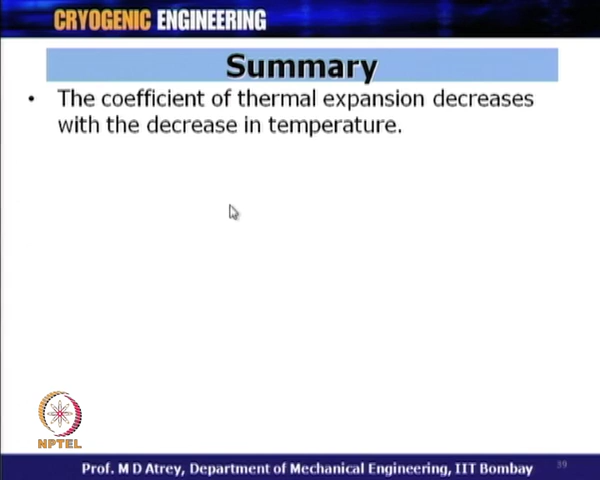 CRYOGENIC ENGINEERING
Summary
• The coefficient of thermal expansion decreases
with the decrease in temperature.
NPTEL
Prof. M D Atrey, Department of Mechanical Engineering, IIT Bombay
39